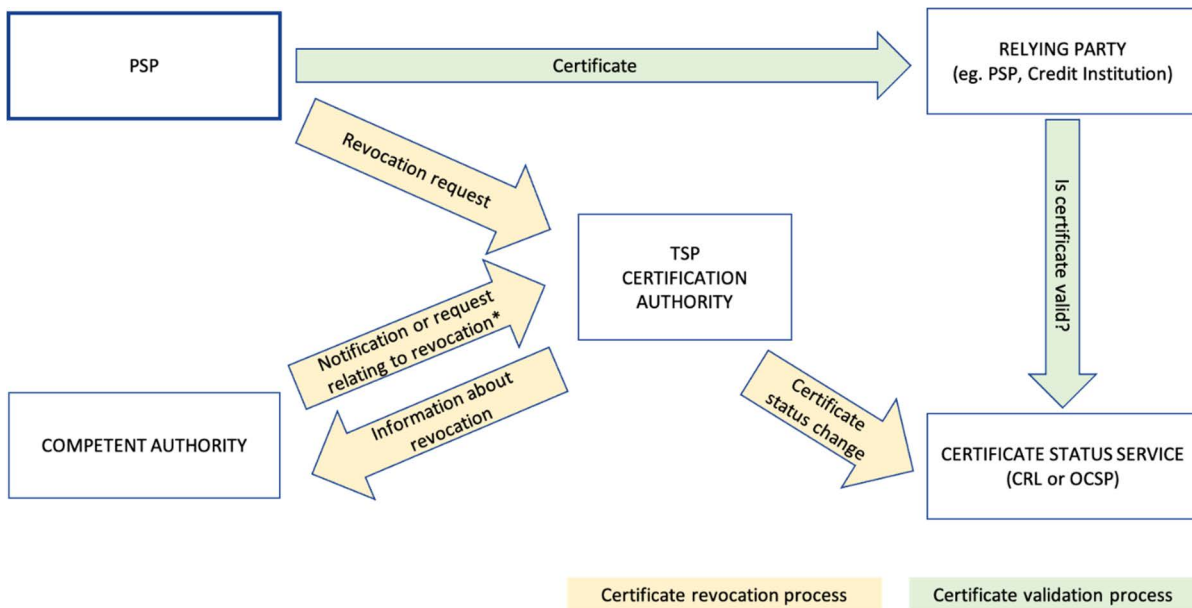 PSP
Certificate
RELYING PARTY
(eg. PSP, Credit Institution)
Revocation request
Is certificate valid?
TSP
CERTIFICATION
AUTHORITY
Notification or request
relating to revocation*
Information about
revocation
Certificate
status change
COMPETENT AUTHORITY
CERTIFICATE STATUS SERVICE
(CRL or OCSP)
Certificate revocation process
Certificate validation process